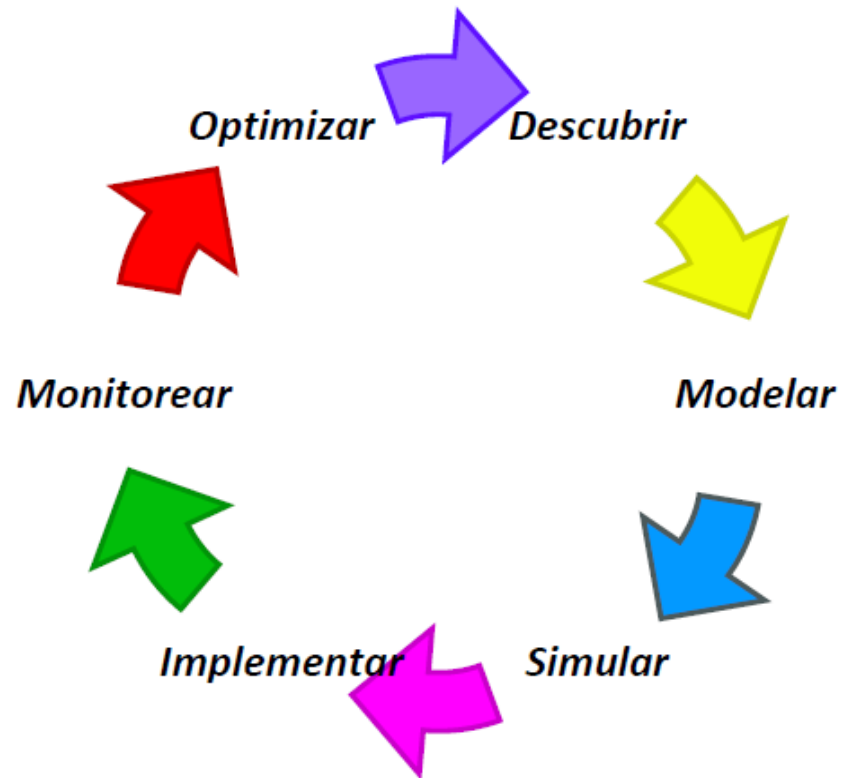 Optimizar
Descubrir
Monitorear
Modelar
Implementar
Simular